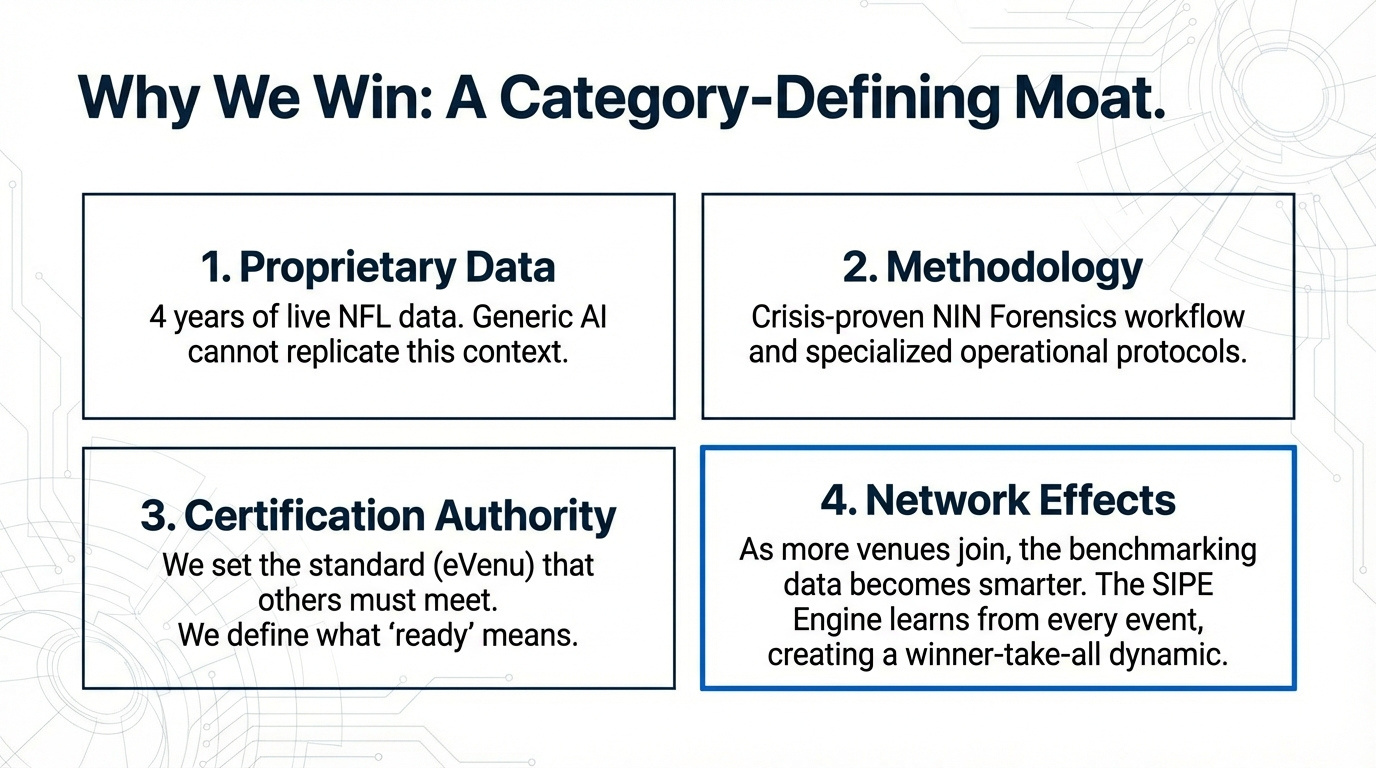 Why We Win: A Category-Defining Moat.
1. Proprietary Data
4 years of live NFL data. Generic AI
cannot replicate this context.
2. Methodology
Crisis-proven NIN Forensics workflow
and specialized operational protocols.
3. Certification Authority
We set the standard (eVenu) that
others must meet.
We define what ‘ready’ means.
4. Network Effects
As more venues join, the benchmarking
data becomes smarter. The SIPE
Engine learns from every event,
creating a winner-take-all dynamic.